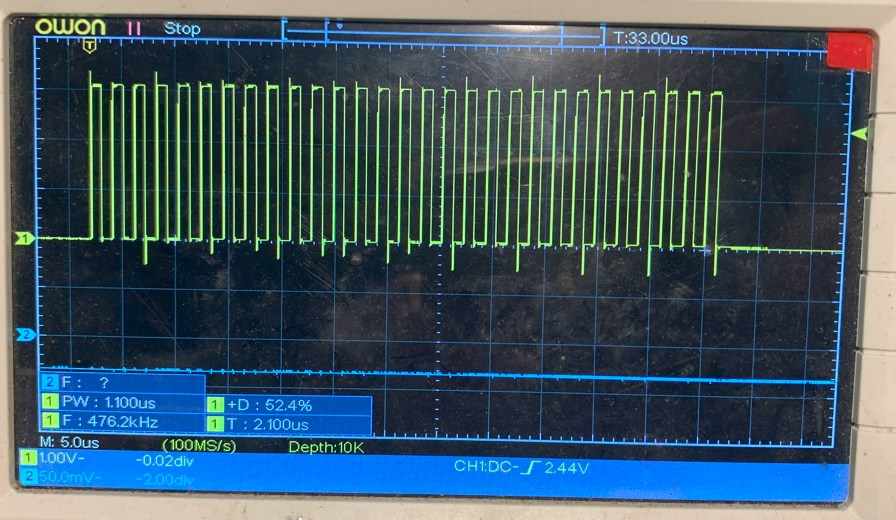 owon Stop T:33.00us
T
1
2
2 F : ?
1 PW : 1.100us 1 +D : 52.4%
1 F : 476.2kHz 1 T : 2.100us
M: 5.0us (100MS/s) Depth:10K
1 1.00V~ -0.02div CH1:DC- 2.44V
2 50.0mV~ -2.00div